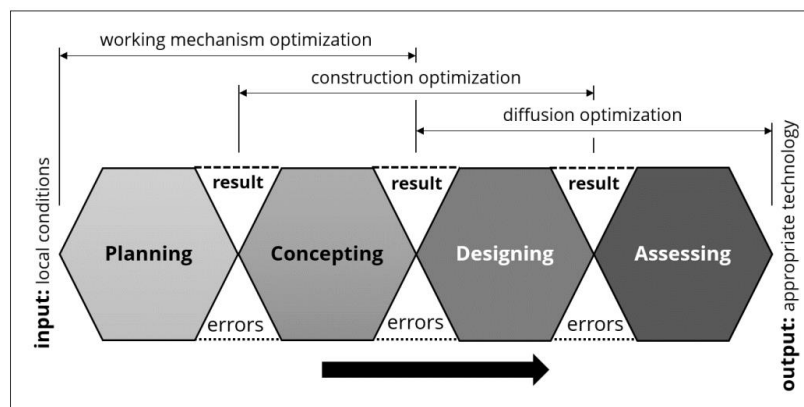 working mechanism optimization
construction optimization
diffusion optimization
input: local conditions
result
result
result
Planning
Concepting
Designing
Assessing
errors
errors
errors
output: appropriate technology